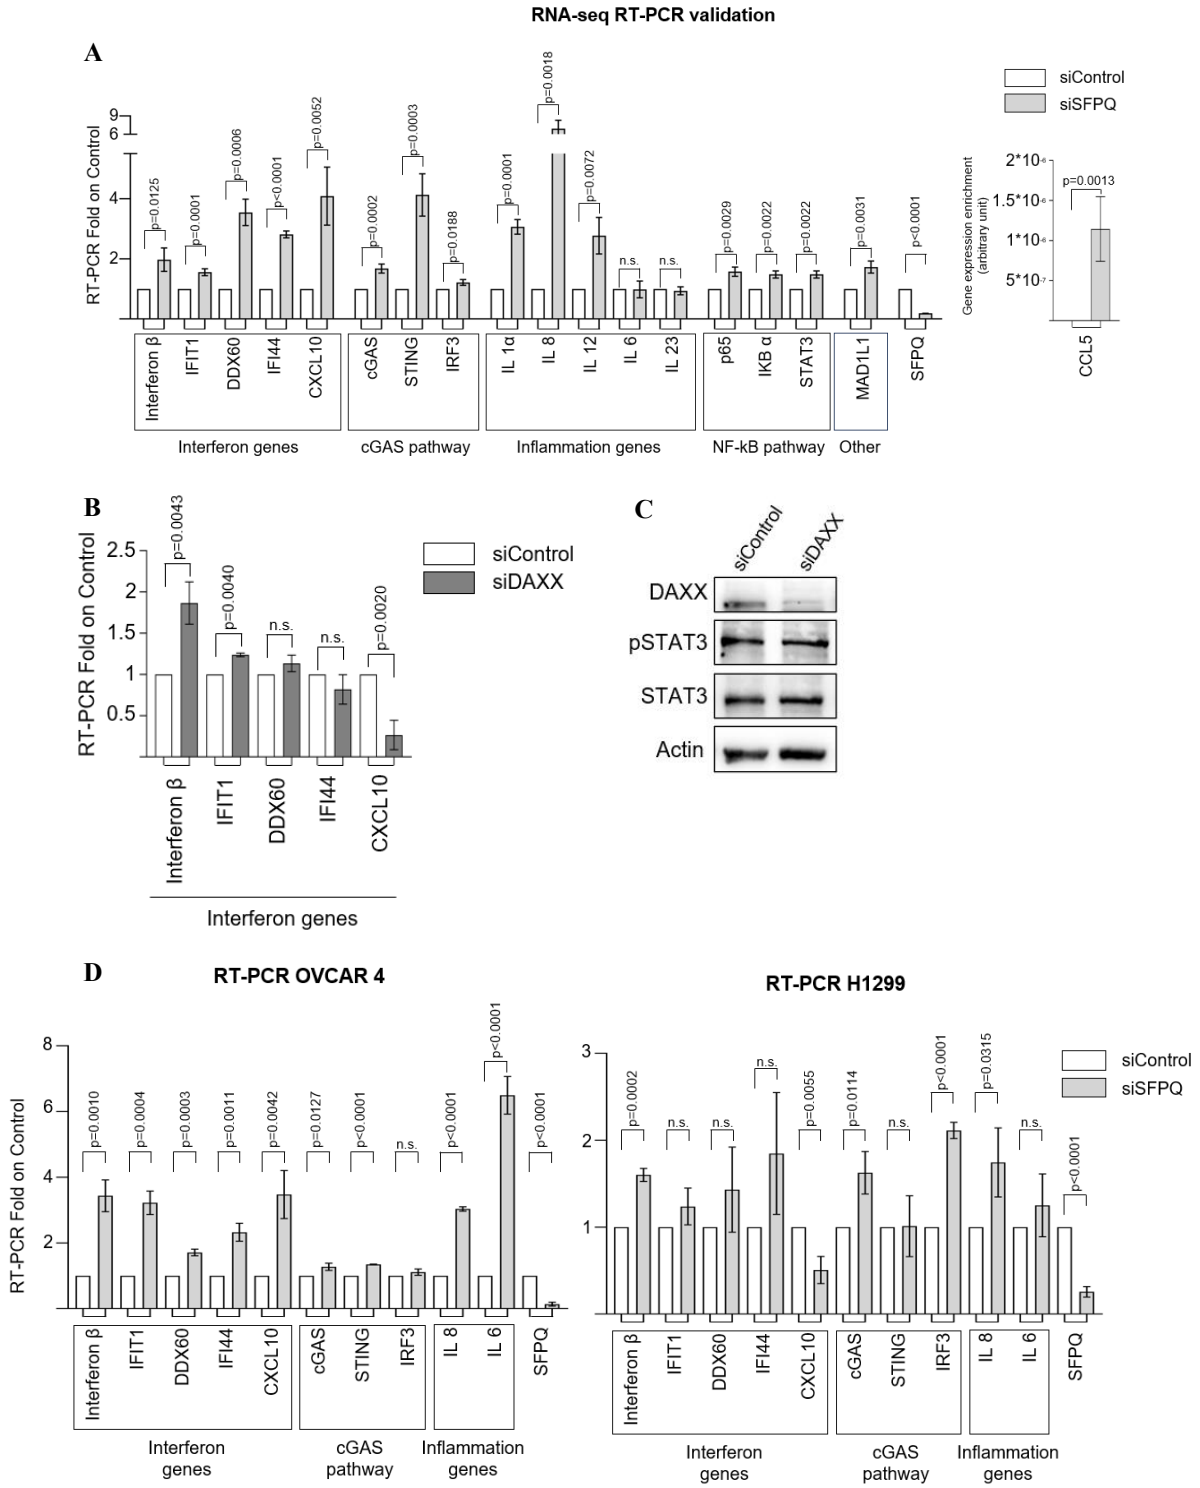 RNA-seq RT-PCR validation
A
siControl
siSFPQ
RT-PCR Fold on Control
9
6
4
2
p=0.0125
p=0.0001
p=0.0006
p<0.0001
p=0.0052
p=0.0002
p=0.0003
p=0.0188
p=0.0001
p=0.0018
p=0.0072
n.s.
n.s.
p=0.0029
p=0.0022
p=0.0022
p=0.0031
p<0.0001
Interferon β
IFIT1
DDX60
IFI44
CXCL10
cGAS
STING
IRF3
IL 1α
IL 8
IL 12
IL 6
IL 23
p65
IKB α
STAT3
MAD1L1
SFPQ
Interferon genes
cGAS pathway
Inflammation genes
NF-kB pathway
Other
Gene expression enrichment
(arbitrary unit)
2*10-6
1.5*10-6
1*10-6
5*10-7
p=0.0013
CCL5
B
RT-PCR Fold on Control
2.5
2
1.5
1
0.5
p=0.0043
p=0.0040
n.s.
n.s.
p=0.0020
siControl
siDAXX
Interferon β
IFIT1
DDX60
IFI44
CXCL10
Interferon genes
C
siControl
siDAXX
DAXX
pSTAT3
STAT3
Actin
D
RT-PCR OVCAR 4
RT-PCR Fold on Control
8
6
4
2
p=0.0010
p=0.0004
p=0.0003
p=0.0011
p=0.0042
p=0.0127
p<0.0001
n.s.
p<0.0001
p<0.0001
p<0.0001
Interferon β
IFIT1
DDX60
IFI44
CXCL10
cGAS
STING
IRF3
IL 8
IL 6
SFPQ
Interferon
genes
cGAS
pathway
Inflammation
genes
RT-PCR H1299
3
2
1
p=0.0002
n.s.
n.s.
n.s.
p=0.0055
p=0.0114
n.s.
p<0.0001
p=0.0315
n.s.
p<0.0001
siControl
siSFPQ
Interferon β
IFIT1
DDX60
IFI44
CXCL10
cGAS
STING
IRF3
IL 8
IL 6
SFPQ
Interferon
genes
cGAS
pathway
Inflammation
genes